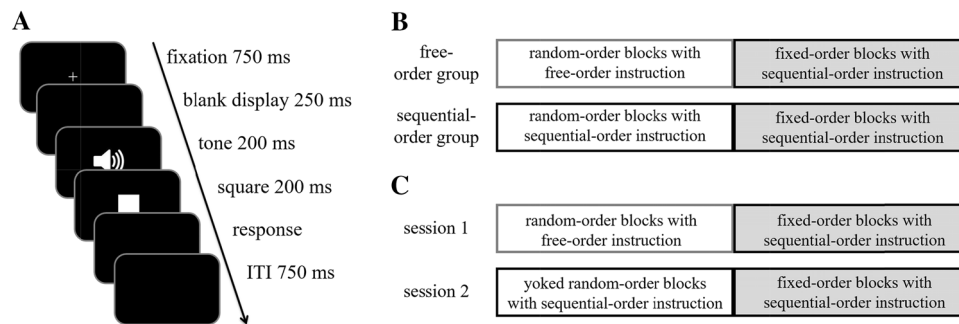 A
fixation 750 ms
blank display 250 ms
tone 200 ms
square 200 ms
response
ITI 750 ms
B
free-
order group
random-order blocks with
free-order instruction
fixed-order blocks with
sequential-order instruction
sequential-
order group
random-order blocks with
sequential-order instruction
fixed-order blocks with
sequential-order instruction
C
session 1
random-order blocks with
free-order instruction
fixed-order blocks with
sequential-order instruction
session 2
yoked random-order blocks
with sequential-order instruction
fixed-order blocks with
sequential-order instruction